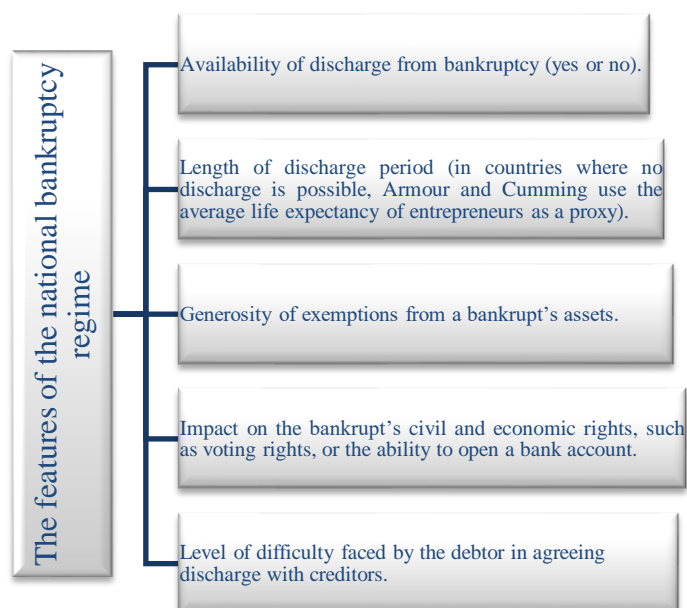 The features of the national bankruptcy
regime
Availability of discharge from bankruptcy (yes or no).
Length of discharge period (in countries where no
discharge is possible, Armour and Cumming use the
average life expectancy of entrepreneurs as a proxy).
Generosity of exemptions from a bankrupt’s assets.
Impact on the bankrupt’s civil and economic rights, such
as voting rights, or the ability to open a bank account.
Level of difficulty faced by the debtor in agreeing
discharge with creditors.